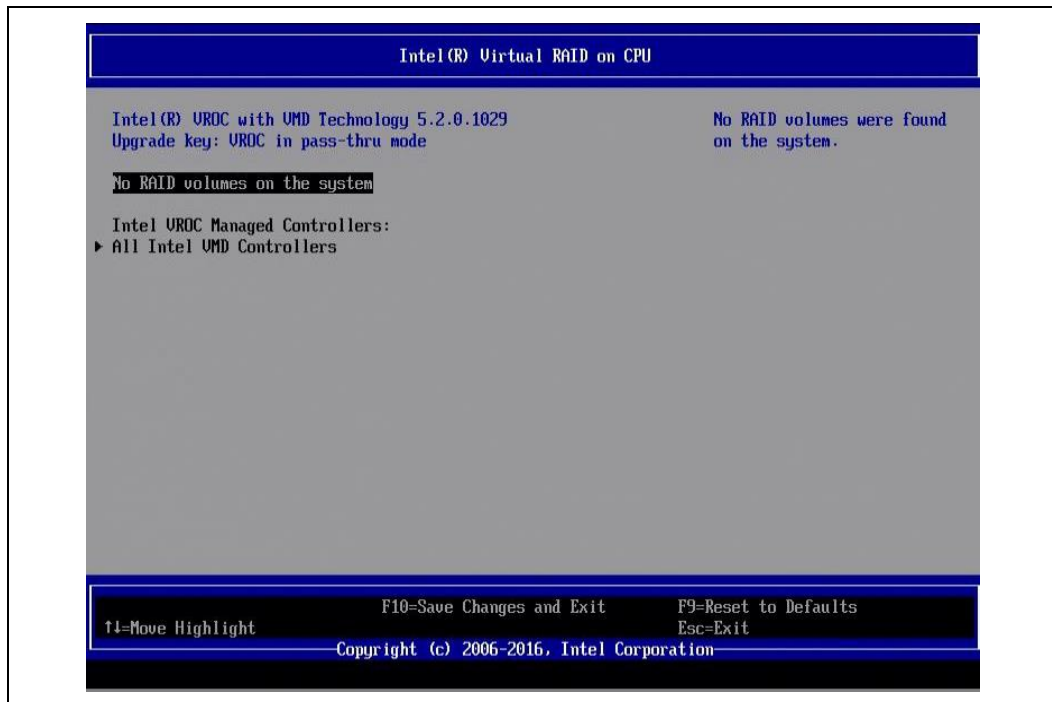 Intel(R) Virtual RAID on CPU
Intel(R) VROC with VMD Technology 5.2.0.1029
Upgrade key: VROC in pass-thru mode
No RAID volumes were found
on the system.
No RAID volumes on the system
Intel VROC Managed Controllers:
▶ All Intel VMD Controllers
F10=Save Changes and Exit
F9=Reset to Defaults
↑↓=Move Highlight
Esc=Exit
Copyright (c) 2006-2016, Intel Corporation